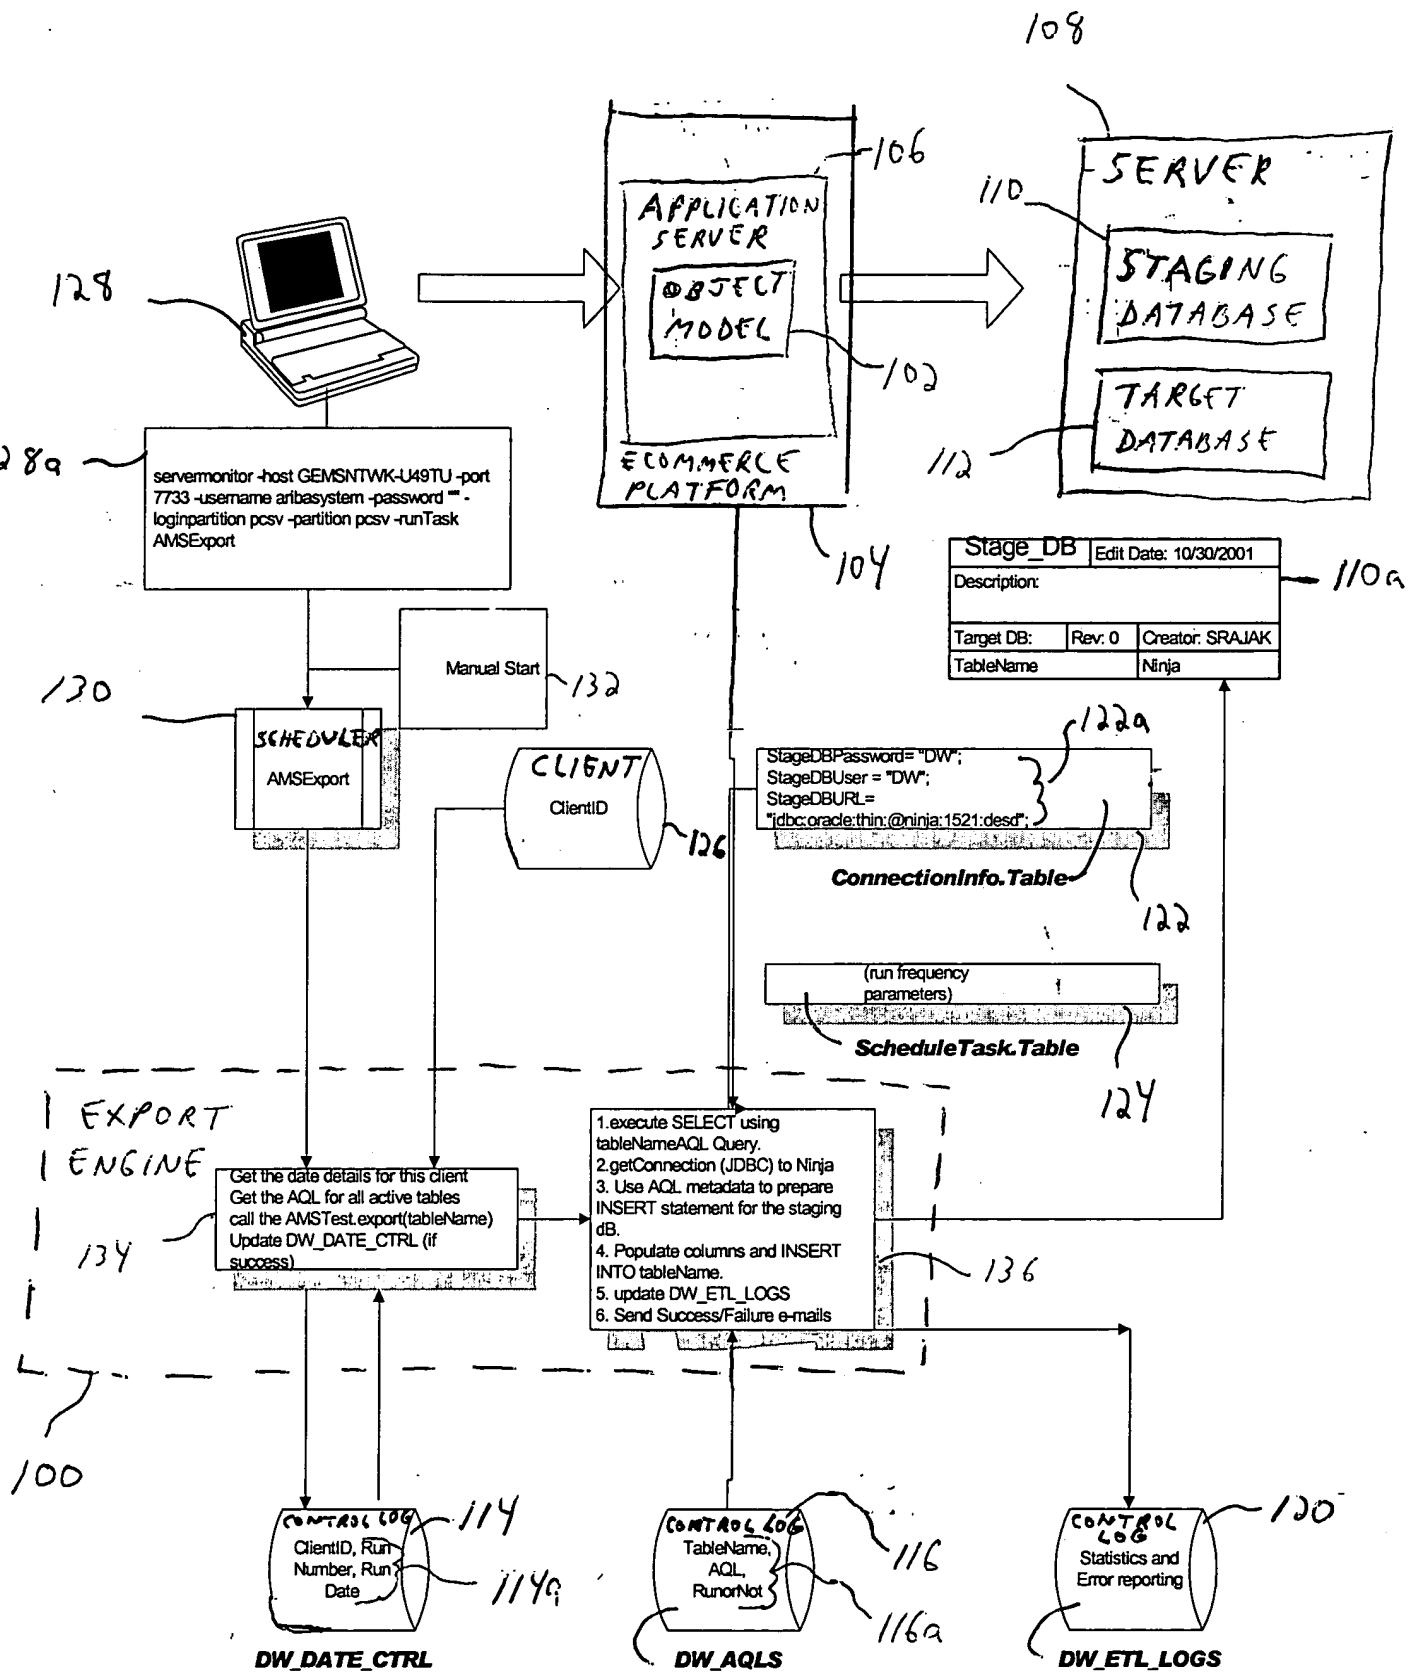 108
106
SERVER
110
APPLICATION
SERVER
STAGING
DATABASE
128
OBJECT
MODEL
102
TARGET
DATABASE
112
28a
ECOMMERCE
PLATFORM
servermonitor -host GEMSNTWK-U49TU -port
7733 -username aribasystem -password "" -
loginpartition pcsv -partition pcsv -runTask
AMSExport
104
Stage_DB
Edit Date: 10/30/2001
110a
Description:
Target DB:
Rev: 0
Creator: SRAJAK
TableName
Ninja
Manual Start
132
130
SCHEDULER
AMSExport
CLIENT
ClientID
126
122a
StageDBPassword= "DW";
StageDBUser = "DW";
StageDBURL=
"jdbc:oracle:thin:@ninja:1521:desd";
ConnectionInfo.Table
122
(run frequency
parameters)
ScheduleTask.Table
124
EXPORT
ENGINE
Get the date details for this client
Get the AQL for all active tables
call the AMSTest.export(tableName)
Update DW_DATE_CTRL (if
success)
134
1.execute SELECT using
tableNameAQL Query.
2.getConnection (JDBC) to Ninja
3. Use AQL metadata to prepare
INSERT statement for the staging
dB.
4. Populate columns and INSERT
INTO tableName.
5. update DW_ETL_LOGS
6. Send Success/Failure e-mails
136
100
CONTROL LOG
ClientID, Run
Number, Run
Date
114
114a
DW_DATE_CTRL
CONTROL LOG
TableName,
AQL,
RunorNot
116
116a
DW_AQLS
CONTROL
LOG
Statistics and
Error reporting
120
DW_ETL_LOGS